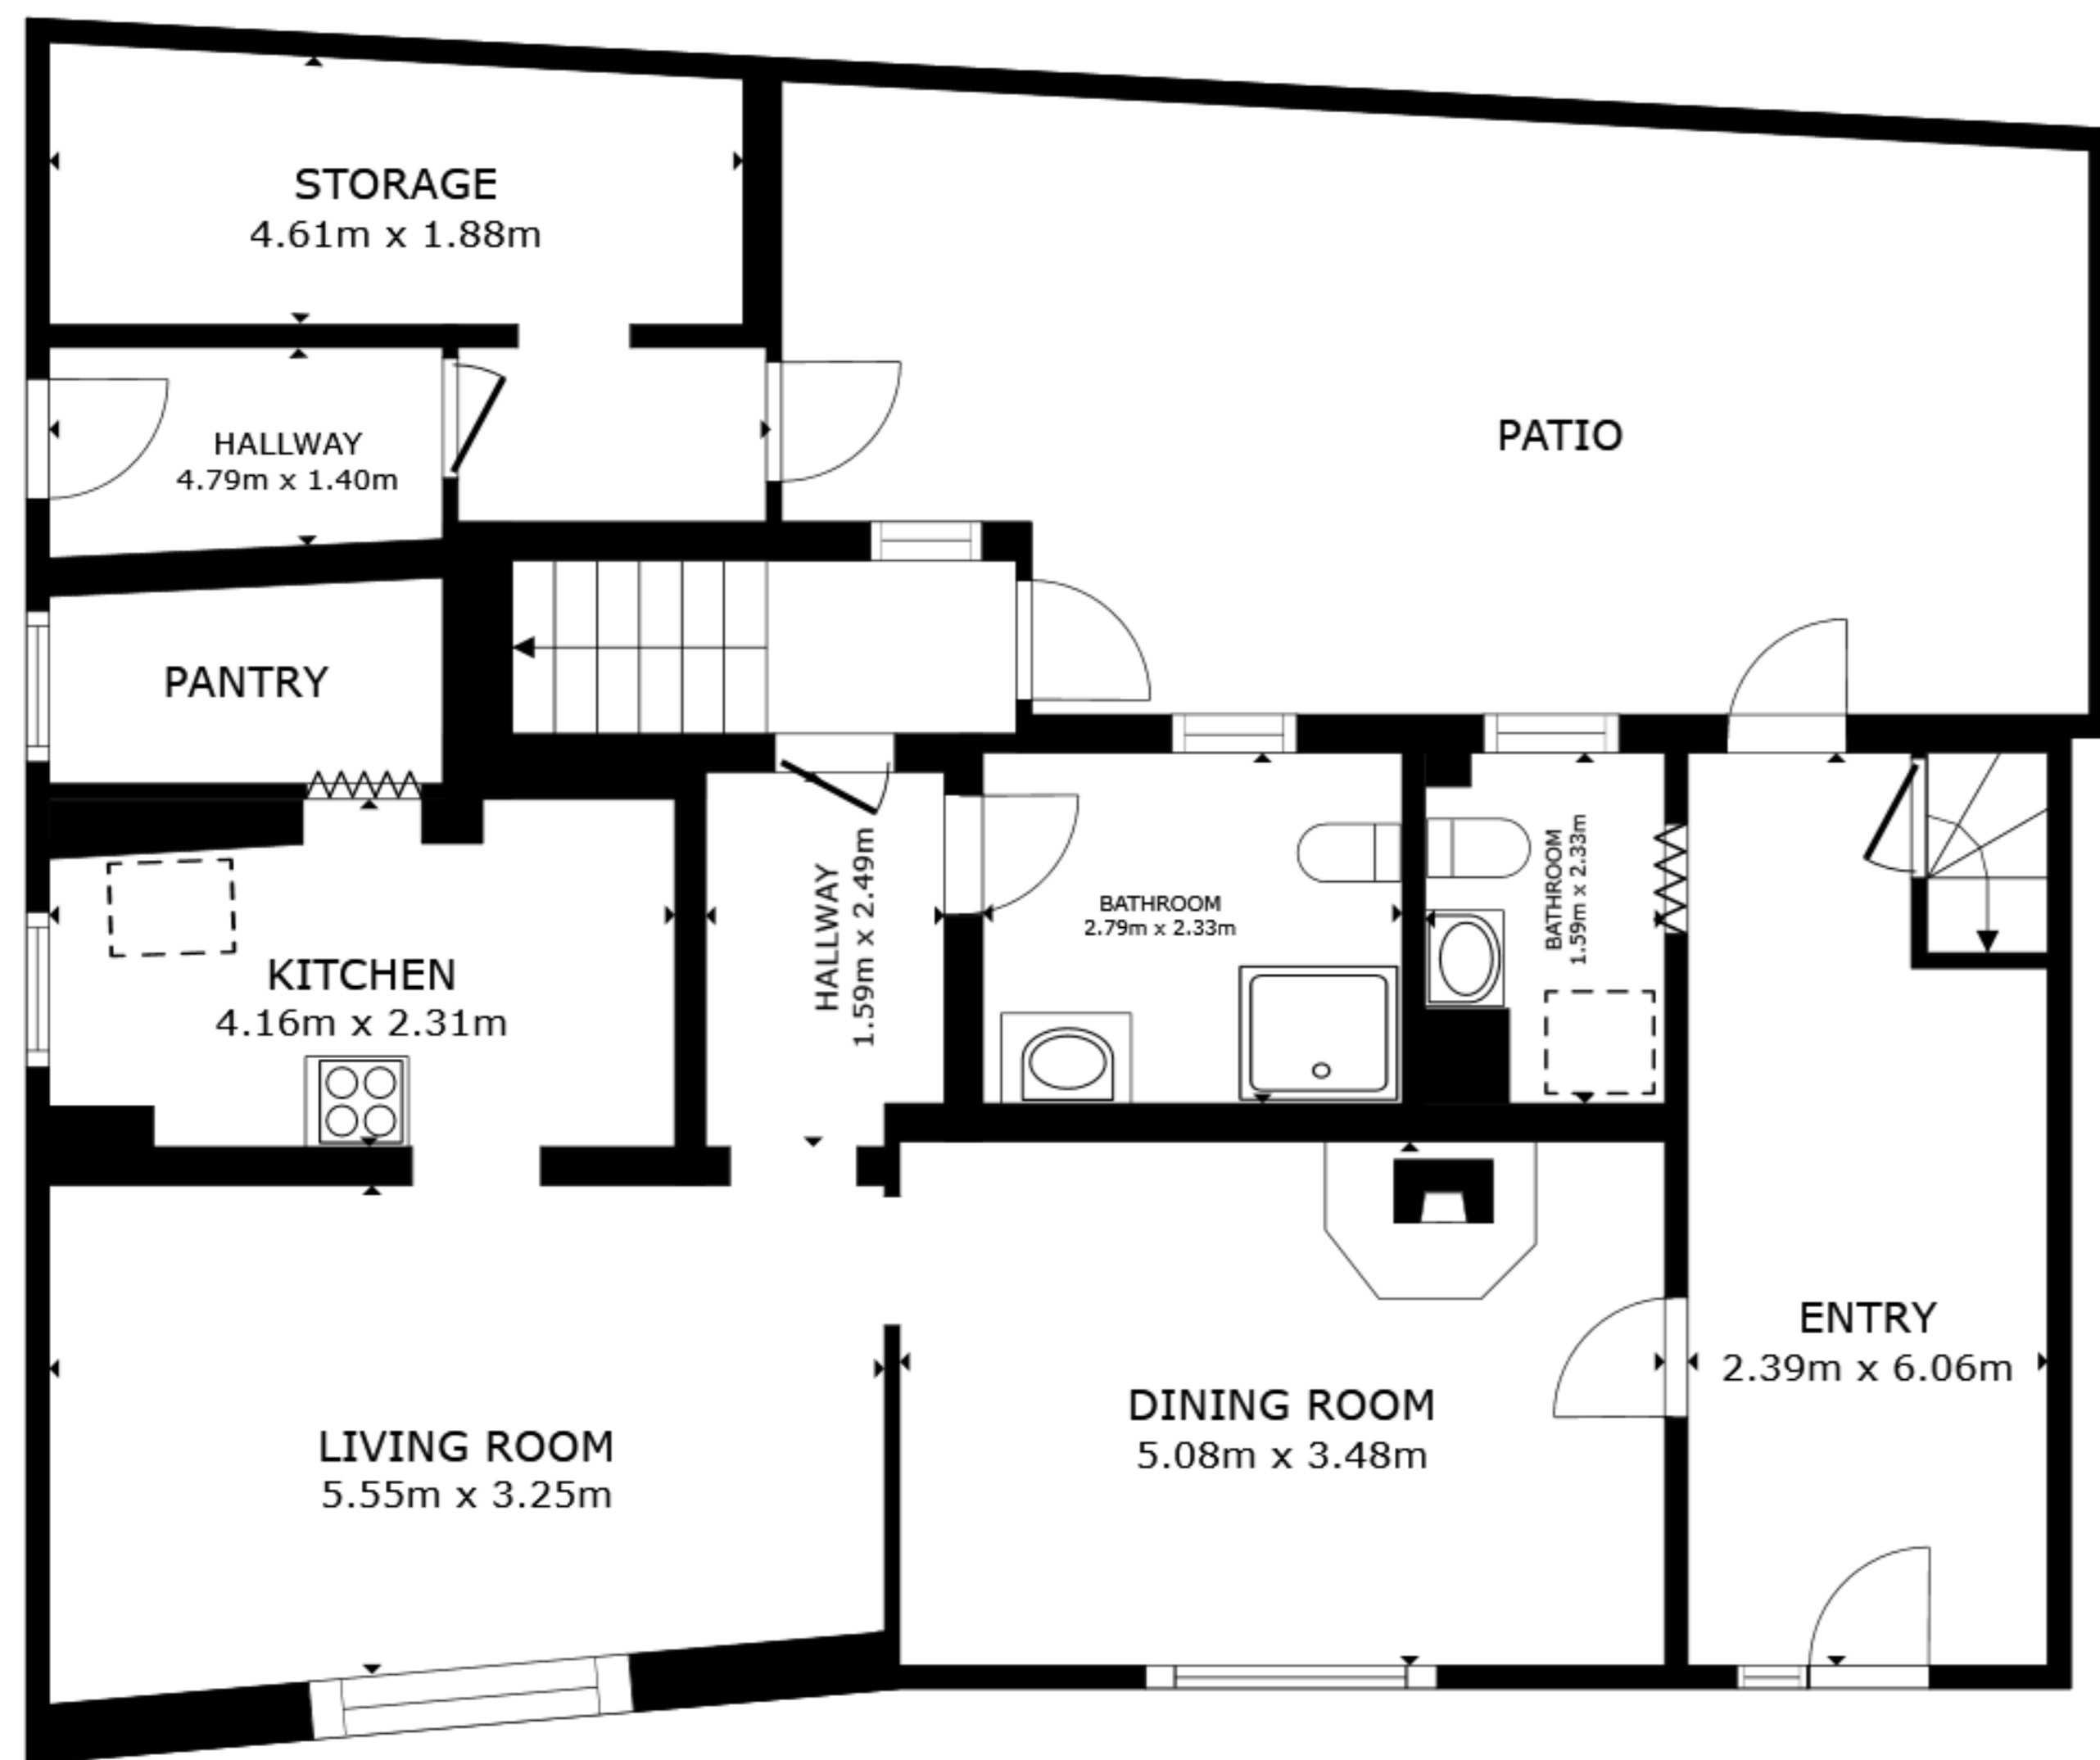 STORAGE
4.61m x 1.88m
HALLWAY
4.79m x 1.40m
PATIO
PANTRY
KITCHEN
4.16m x 2.31m
HALLWAY
1.59m x 2.49m
BATHROOM
2.79m x 2.33m
BATHROOM
1.59m x 2.33m
LIVING ROOM
5.55m x 3.25m
DINING ROOM
5.08m x 3.48m
ENTRY
2.39m x 6.06m